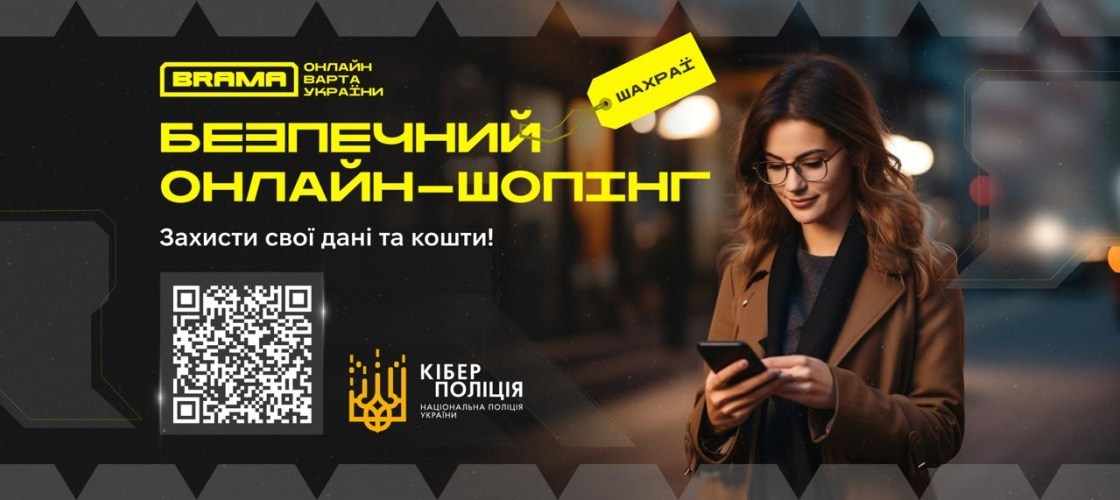 BRAMA
ОНЛАЙН
ВАРТА
УКРАЇНИ
ШАХРАЇ
БЕЗПЕЧНИЙ
ОНЛАЙН–ШОПІНГ
Захисти свої дані та кошти!
КІБЕР
ПОЛІЦІЯ
НАЦІОНАЛЬНА ПОЛІЦІЯ
УКРАЇНИ